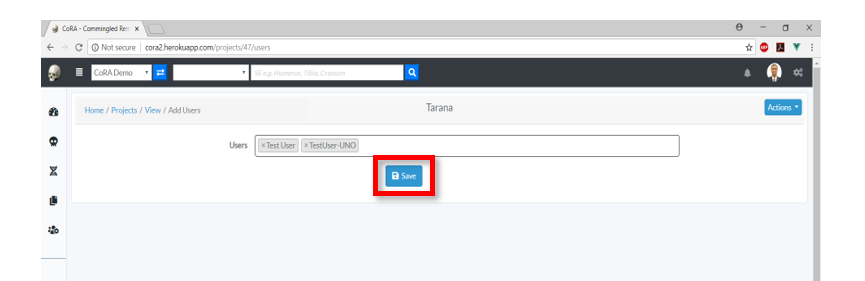 CoRA - Commingled Rem
Not secure | cora2.herokuapp.com/projects/47/users
CoRA Demo
SE e.g. Humerus, Tibia, Cranium
Home / Projects / View / Add Users
Tarana
Actions
Users
×Test User
×TestUser-UNO
Save